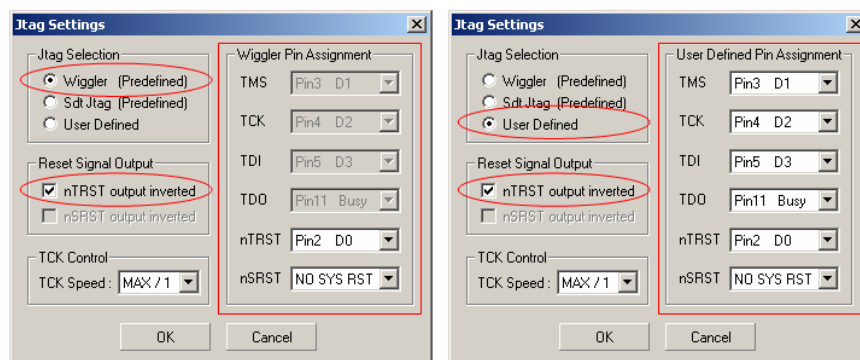 Jtag Settings
Jtag Selection
Wiggler (Predefined)
Sdt Jtag (Predefined)
User Defined
Reset Signal Output
nTRST output inverted
nSRST output inverted
TCK Control
TCK Speed : MAX / 1
Wiggler Pin Assignment
TMS Pin3 D1
TCK Pin4 D2
TDI Pin5 D3
TDO Pin11 Busy
nTRST Pin2 D0
nSRST NO SYS RST
OK Cancel
Jtag Settings
Jtag Selection
Wiggler (Predefined)
Sdt Jtag (Predefined)
User Defined
Reset Signal Output
nTRST output inverted
nSRST output inverted
TCK Control
TCK Speed : MAX / 1
User Defined Pin Assignment
TMS Pin3 D1
TCK Pin4 D2
TDI Pin5 D3
TDO Pin11 Busy
nTRST Pin2 D0
nSRST NO SYS RST
OK Cancel